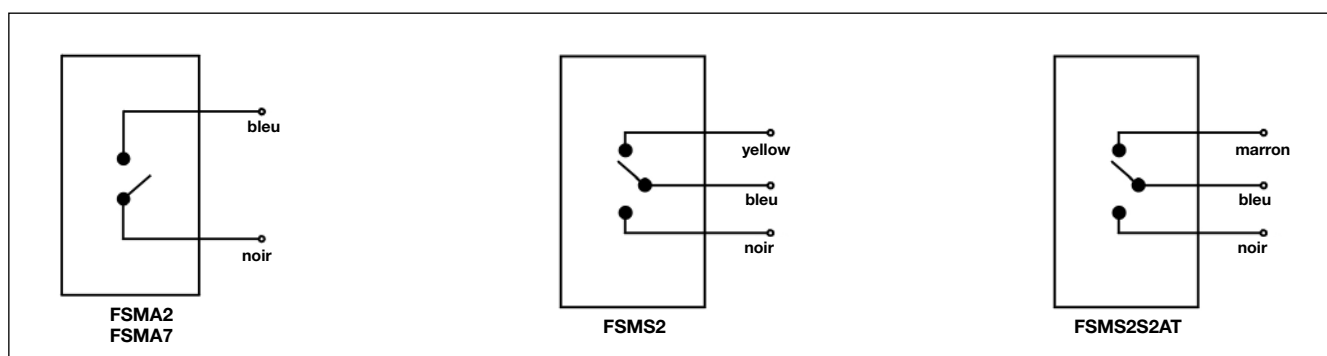 bleu
noir
FSMA2
FSMA7
yellow
bleu
noir
FSMS2
marron
bleu
noir
FSMS2S2AT